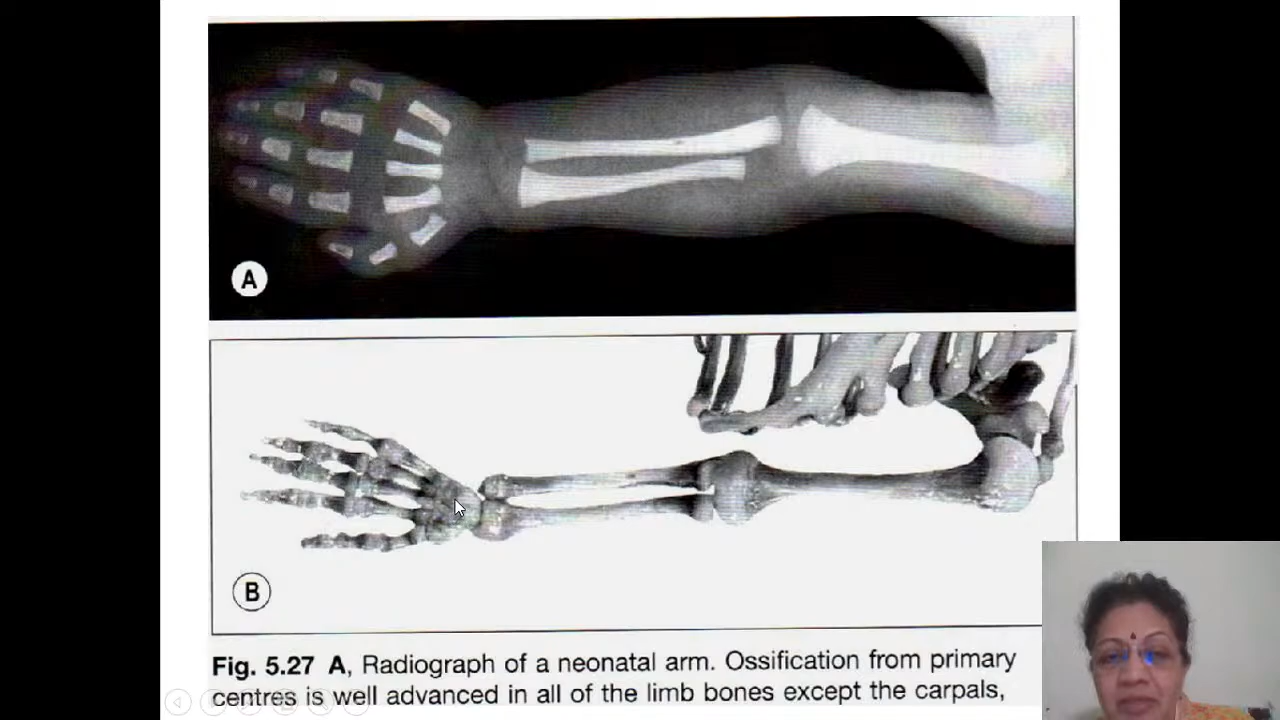 A
B
Fig. 5.27 A, Radiograph of a neonatal arm. Ossification from primary
centres is well advanced in all of the limb bones except the carpals,